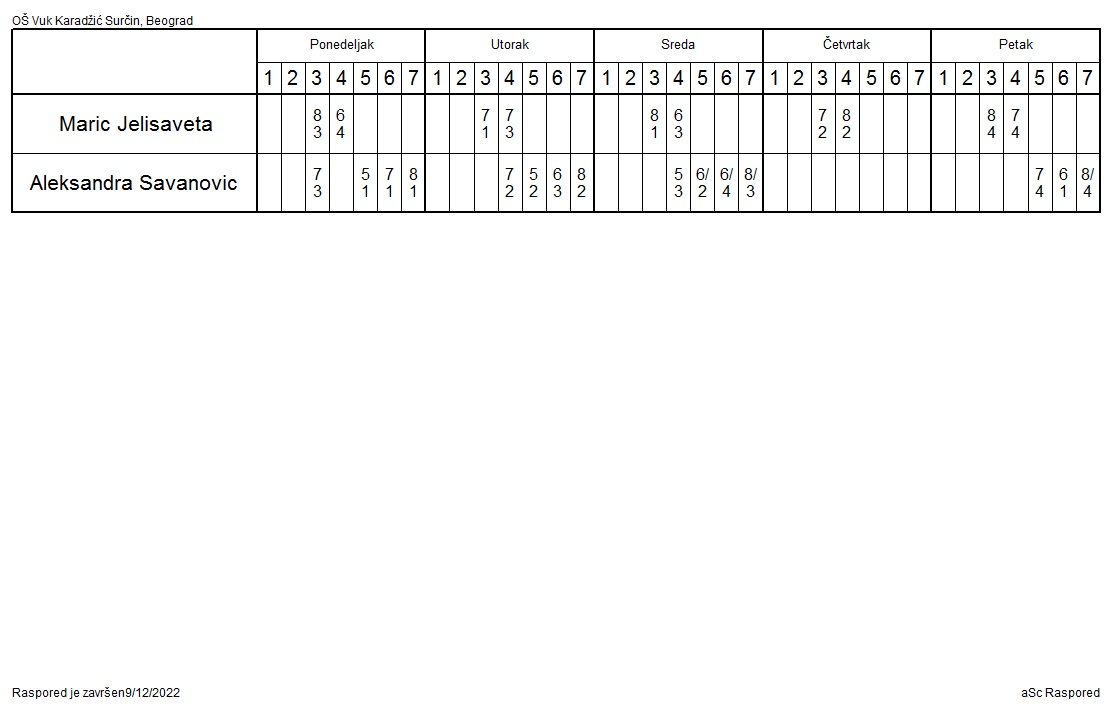 OŠ Vuk Karadžić Surčin, Beograd
Ponedeljak Utorak Sreda Četvrtak Petak
1 2 3 4 5 6 7 1 2 3 4 5 6 7 1 2 3 4 5 6 7 1 2 3 4 5 6 7 1 2 3 4 5 6 7
8 6 7 7 8 6 7 8 8 7
Maric Jelisaveta
3 4 1 3 1 3 2 2 4 4
7 5 7 8 7 5 6 8 5 6/ 6/ 8/ 7 6 8/
Aleksandra Savanovic
3 1 1 1 2 2 3 2 3 2 4 3 4 1 4
Raspored je završen9/12/2022
aSc Raspored